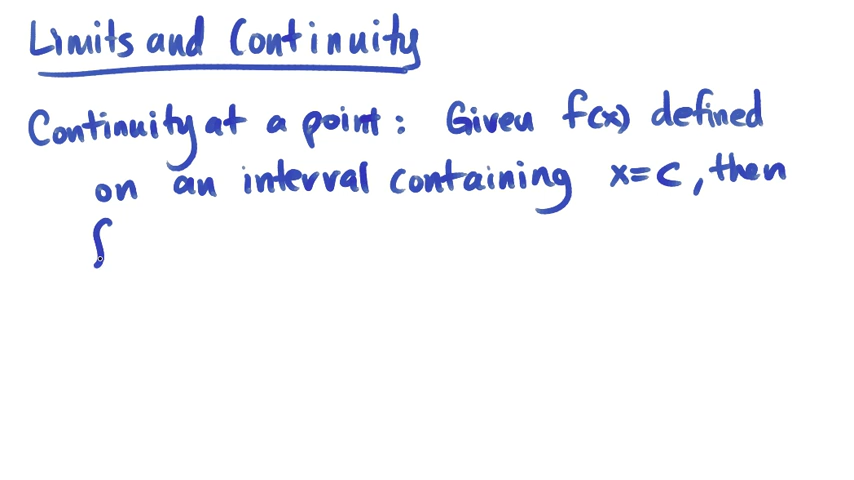 Limits and Continuity
Continuity at a point: Given f(x) defined
on an interval containing x=c, then